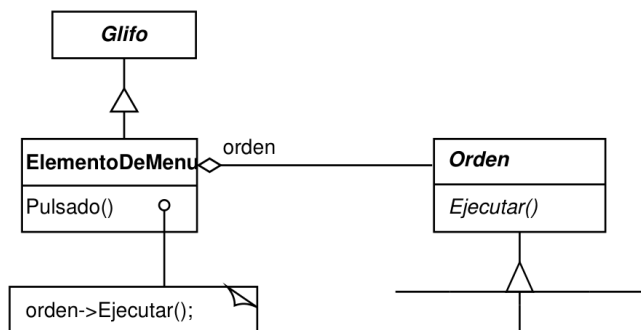 Glifo
ElementoDeMenu
orden
Orden
Pulsado()
Ejecutar()
orden->Ejecutar();